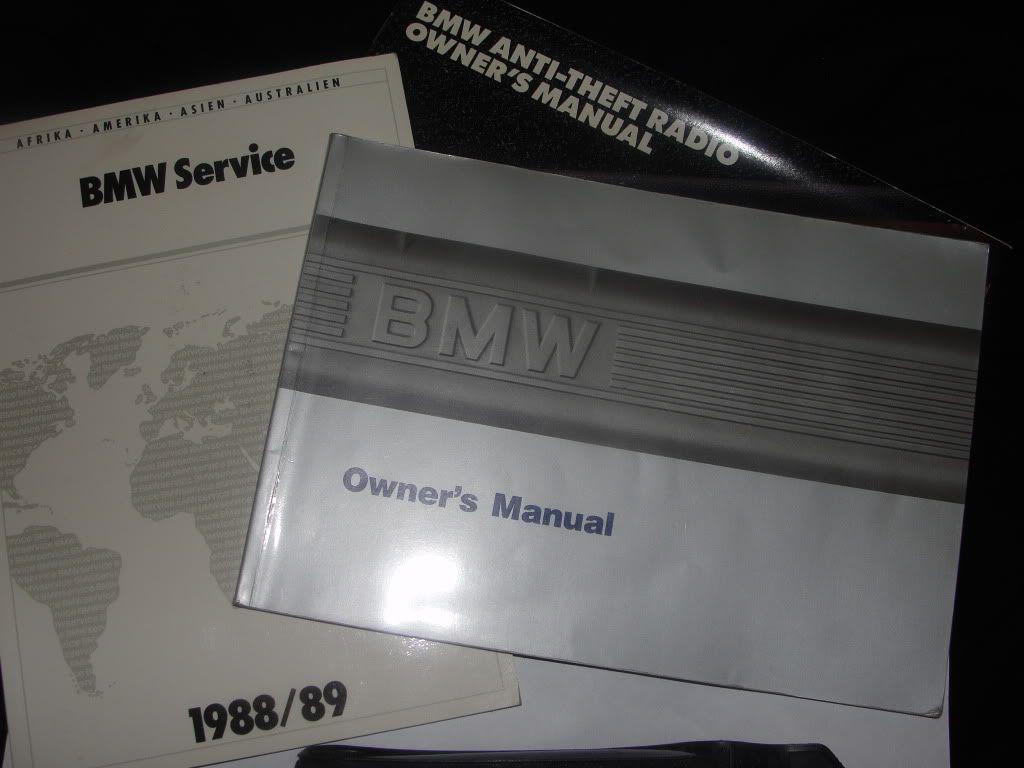 BMW ANTI-THEFT RADIO
OWNER'S MANUAL
AFRIKA · AMERIKA · ASIEN · AUSTRALIEN
BMW Service
BMW
Owner's Manual
1988/89